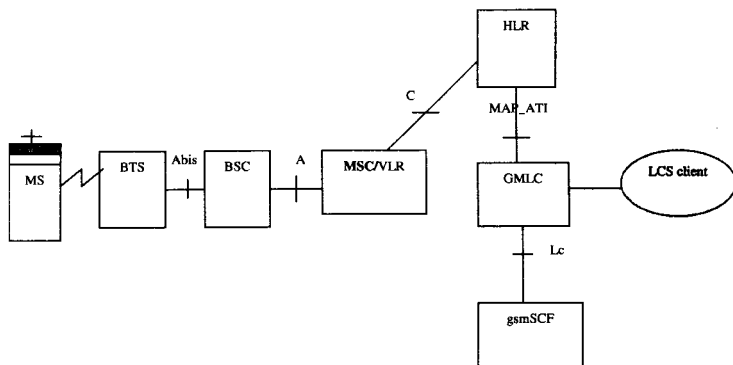 HLR
C
MAP_ATI
Abis
A
MS
BTS
BSC
MSC/VLR
GMLC
LCS client
Lc
gsmSCF